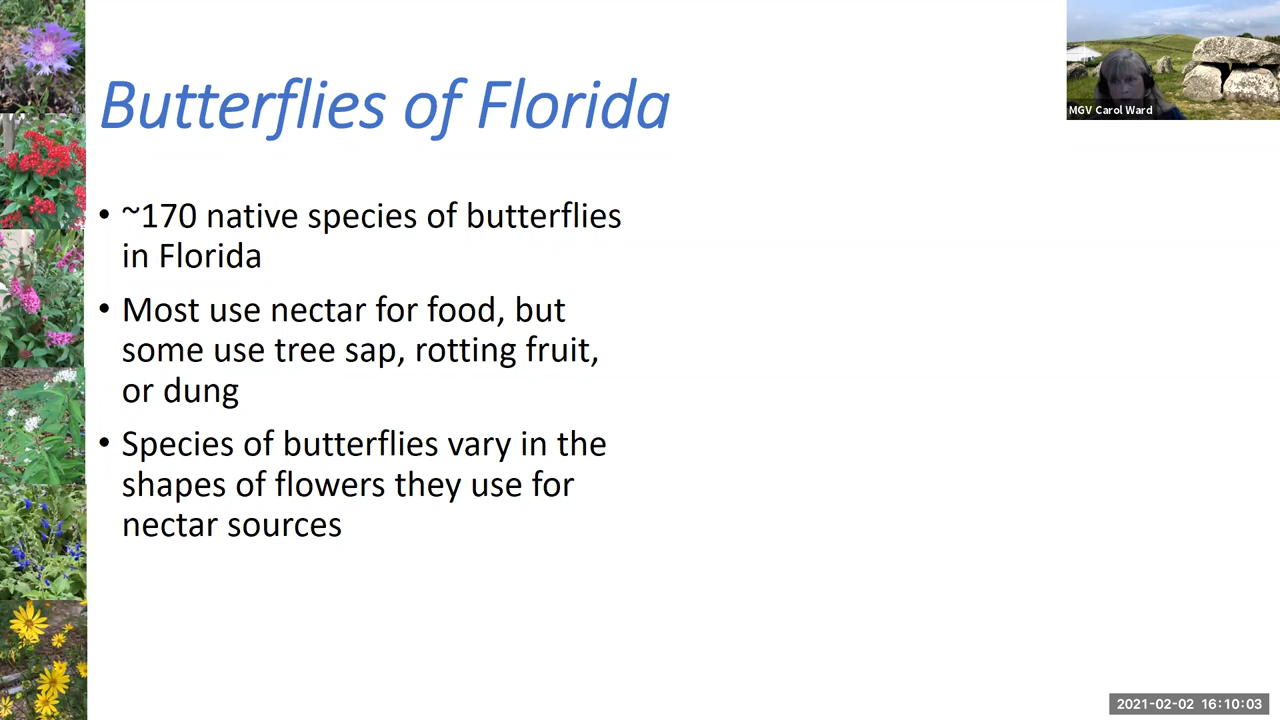 Butterflies of Florida
MGV Carol Ward
• ~170 native species of butterflies
in Florida
• Most use nectar for food, but
some use tree sap, rotting fruit,
or dung
• Species of butterflies vary in the
shapes of flowers they use for
nectar sources
2021-02-02 16:10:03